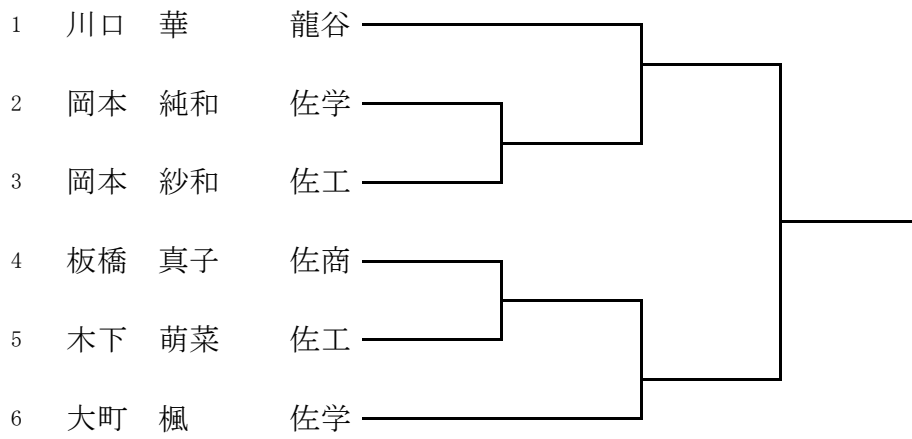 1 川口 華 龍谷
2 岡本 純和 佐学
3 岡本 紗和 佐工
4 板橋 真子 佐商
5 木下 萌菜 佐工
6 大町 楓 佐学